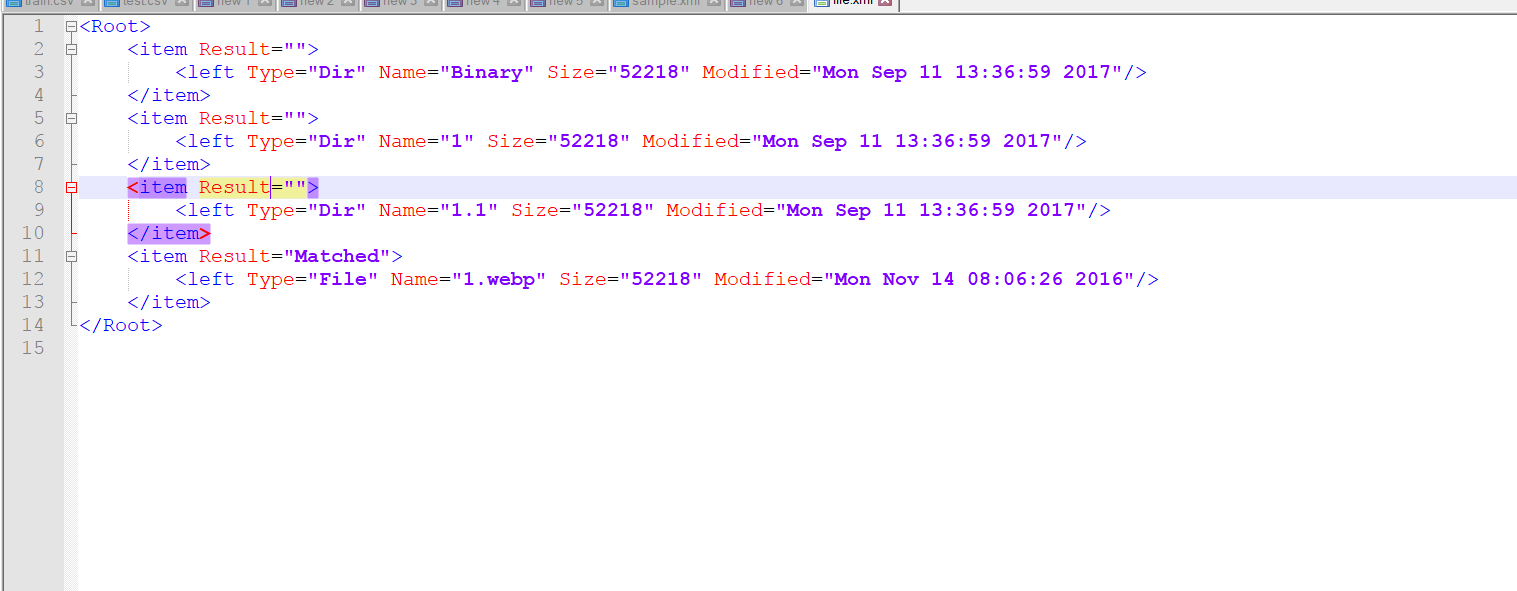 train.csv test.csv new 1 new 2 new 3 new 4 new 5 sample.xml new 6 file.xml
1 <Root>
2 <item Result="">
3 <left Type="Dir" Name="Binary" Size="52218" Modified="Mon Sep 11 13:36:59 2017"/>
4 </item>
5 <item Result="">
6 <left Type="Dir" Name="1" Size="52218" Modified="Mon Sep 11 13:36:59 2017"/>
7 </item>
8 <item Result="">
9 <left Type="Dir" Name="1.1" Size="52218" Modified="Mon Sep 11 13:36:59 2017"/>
10 </item>
11 <item Result="Matched">
12 <left Type="File" Name="1.webp" Size="52218" Modified="Mon Nov 14 08:06:26 2016"/>
13 </item>
14 </Root>
15